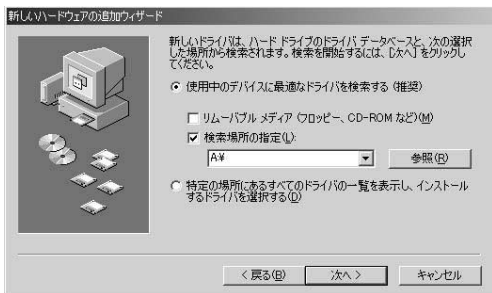 新しいハードウェアの追加ウィザード
新しいドライバは、ハード ドライブのドライバ データベースと、次の選択
した場所から検索されます。検索を開始するには、[次へ] をクリックし
てください。
使用中のデバイスに最適なドライバを検索する (推奨)
リムーバブル メディア (フロッピー、CD-ROM など)(M)
検索場所の指定(L):
A:¥
参照(R)
特定の場所にあるすべてのドライバの一覧を表示し、インストール
するドライバを選択する(D)
< 戻る(B)
次へ >
キャンセル